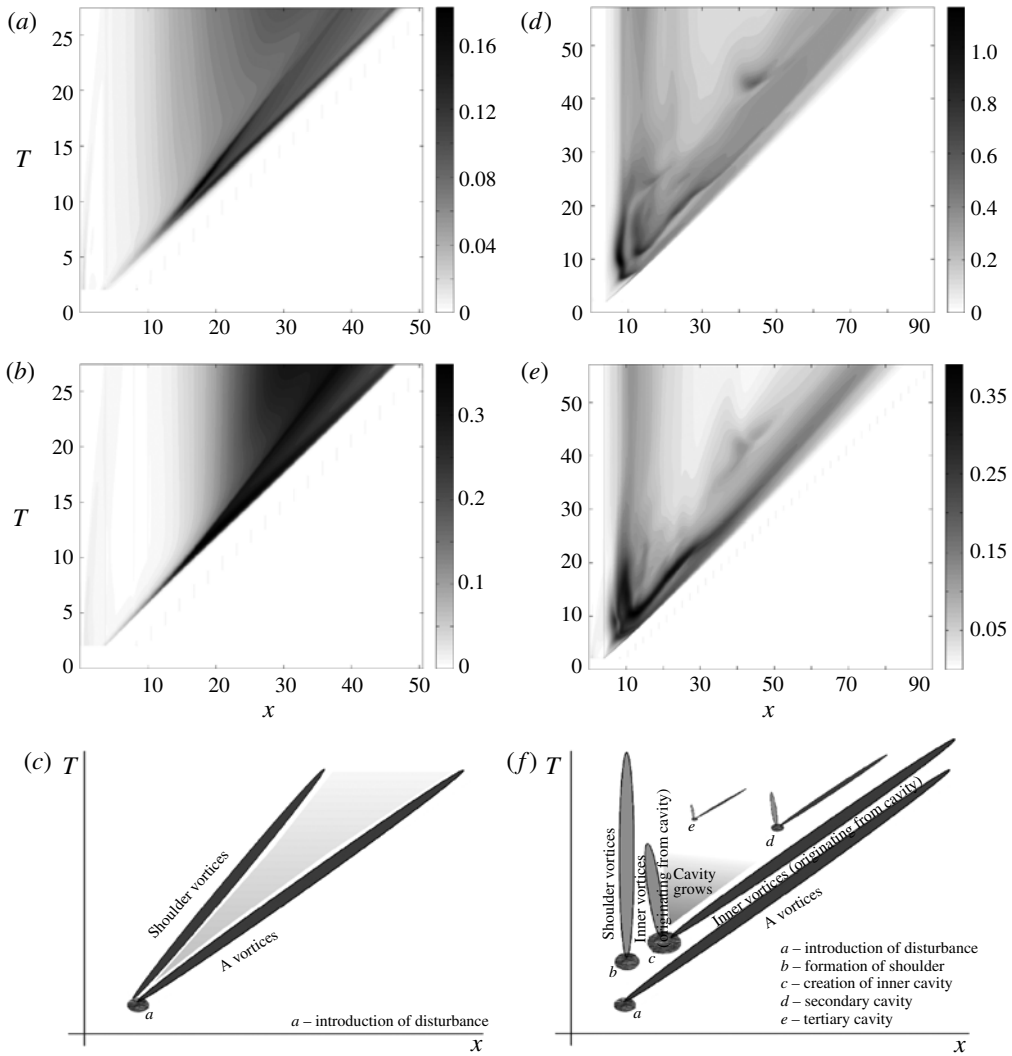 (a)
25
20
T
15
10
5
0
10
20
30
40
50
0.16
0.12
0.08
0.04
0
(d)
50
40
30
20
10
0
10
30
50
70
90
1.0
0.8
0.6
0.4
0.2
0
(b)
25
20
T
15
10
5
0
10
20
30
40
50
x
0.3
0.2
0.1
0
(e)
50
40
30
20
10
0
10
30
50
70
90
x
0.35
0.25
0.15
0.05
(c)
T
Shoulder vortices
Λ vortices
a
a – introduction of disturbance
x
(f)
T
Shoulder vortices
Inner vortices
(originating from cavity)
Cavity
grows
Inner vortices (originating from cavity)
Λ vortices
e
d
b
c
a
a – introduction of disturbance
b – formation of shoulder
c – creation of inner cavity
d – secondary cavity
e – tertiary cavity
x